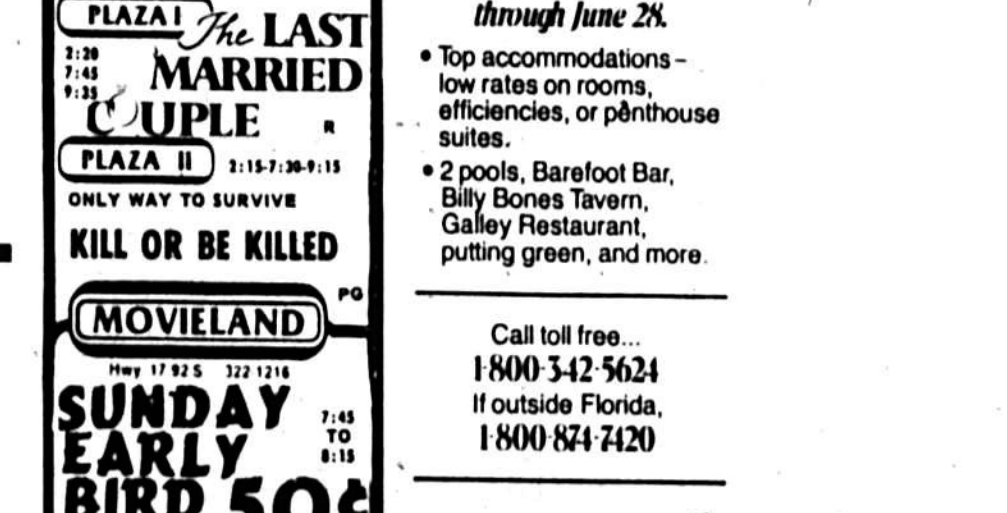 PLAZA I
The LAST
2:20
7:45
9:35
MARRIED
COUPLE R
PLAZA II 2:15-7:30-9:15
ONLY WAY TO SURVIVE
KILL OR BE KILLED
PG
MOVIELAND
Hwy 17 92 S 322 1216
SUNDAY
EARLY
BIRD 50¢
7:45
TO
8:15
through June 28.
• Top accommodations –
low rates on rooms,
efficiencies, or penthouse
suites.
• 2 pools, Barefoot Bar,
Billy Bones Tavern,
Galley Restaurant,
putting green, and more.
Call toll free...
1-800-342-5624
If outside Florida,
1-800-874-7420